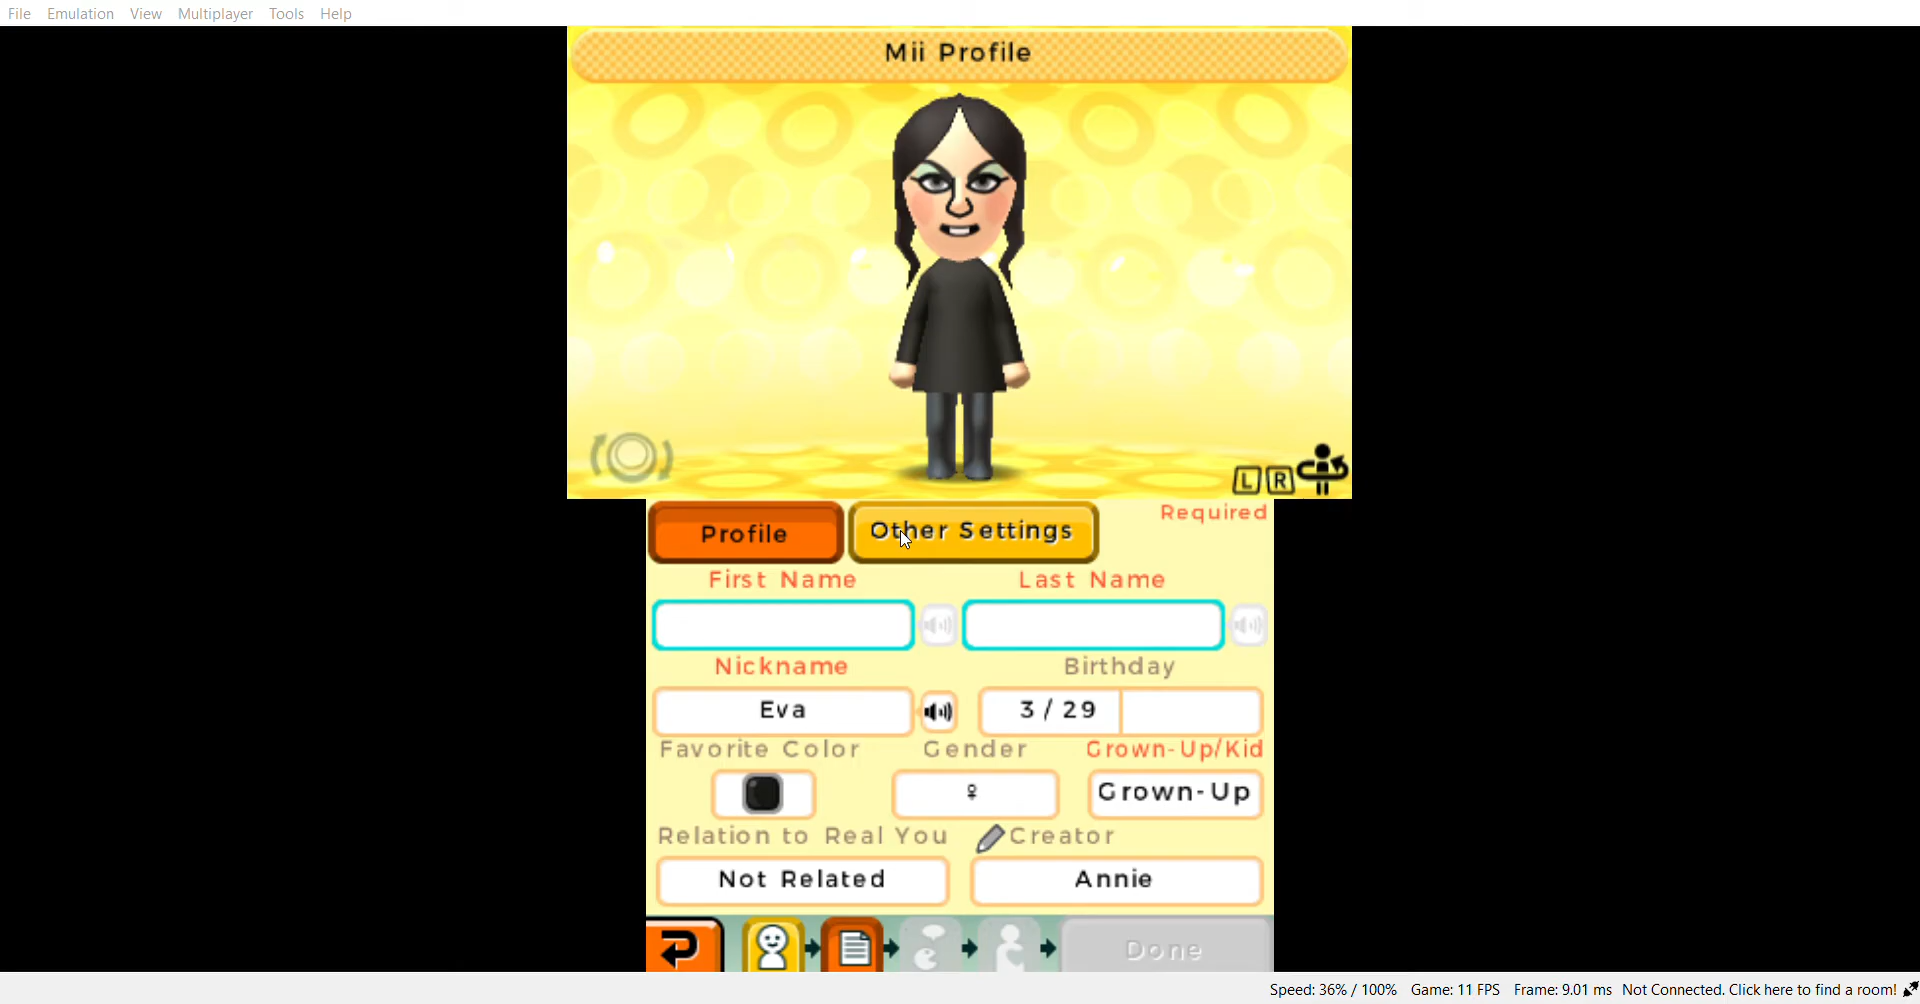 File Emulation View Multiplayer Tools Help
Mii Profile
L R
Profile Other Settings Required
First Name Last Name
Nickname Birthday
Eva 3 / 29
Favorite Color Gender Grown-Up/Kid
♀ Grown-Up
Relation to Real You Creator
Not Related Annie
Done
Speed: 36% / 100% Game: 11 FPS Frame: 9.01 ms Not Connected. Click here to find a room!